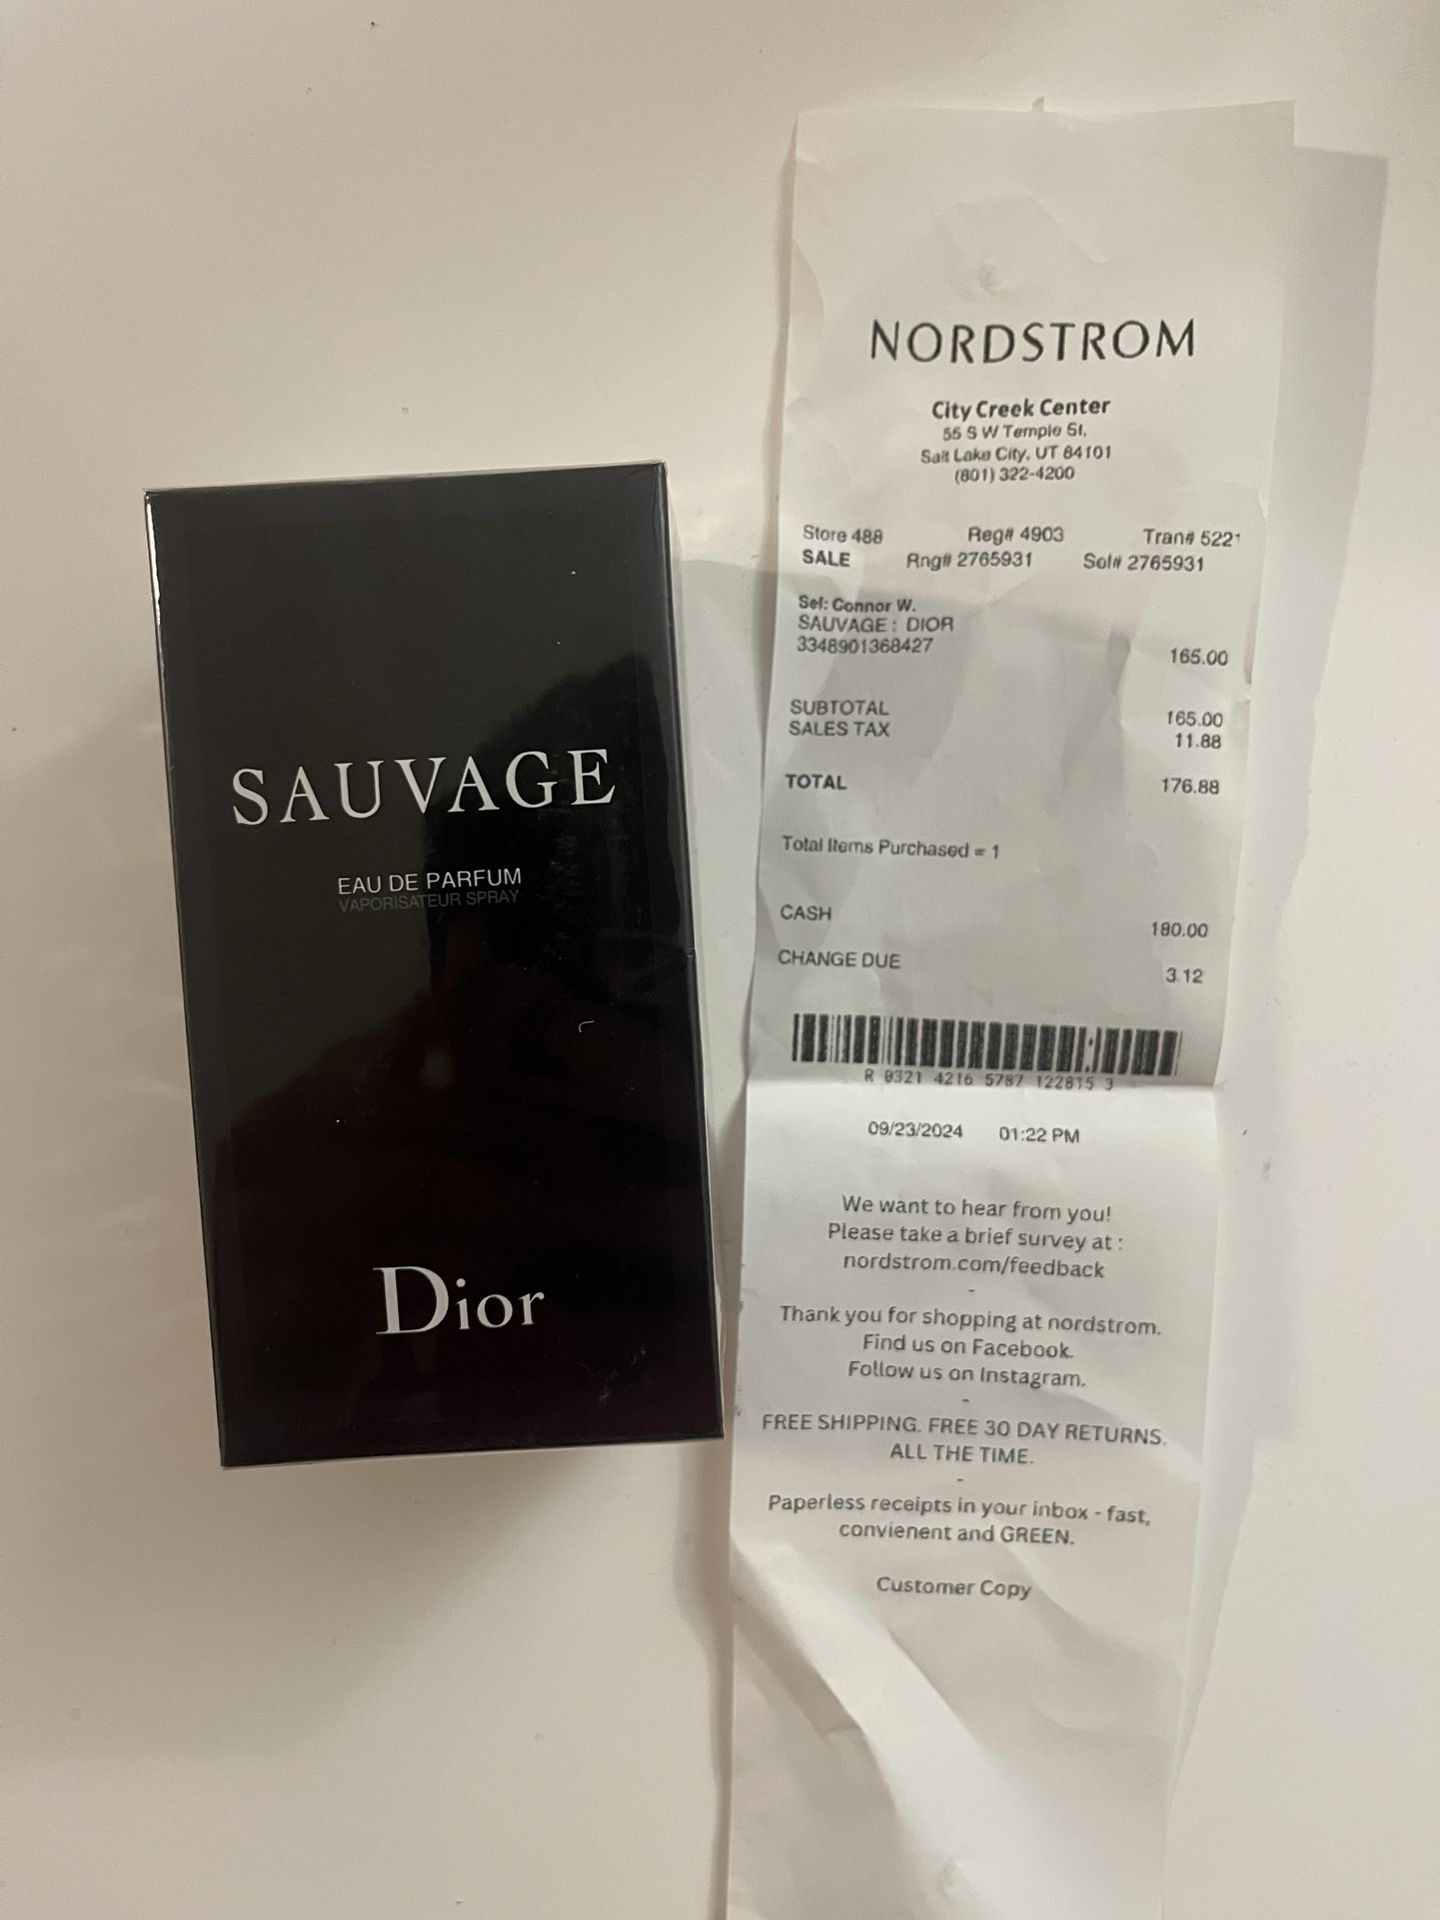 SAUVAGE
EAU DE PARFUM
VAPORISATEUR SPRAY
Dior
NORDSTROM
City Creek Center
55 S W Temple St,
Salt Lake City, UT 84101
(801) 322-4200
Store 488 Reg# 4903 Tran# 5221
SALE Rng# 2765931 Sel# 2765931
Sel: Connor W.
SAUVAGE : DIOR
3348901368427
165.00
SUBTOTAL 165.00
SALES TAX 11.88
TOTAL 176.88
Total Items Purchased = 1
CASH 180.00
CHANGE DUE 3.12
R 0321 4216 5787 122815 3
09/23/2024 01:22 PM
We want to hear from you!
Please take a brief survey at :
nordstrom.com/feedback
-
Thank you for shopping at nordstrom.
Find us on Facebook.
Follow us on Instagram.
-
FREE SHIPPING. FREE 30 DAY RETURNS.
ALL THE TIME.
-
Paperless receipts in your inbox - fast,
convienent and GREEN.
Customer Copy